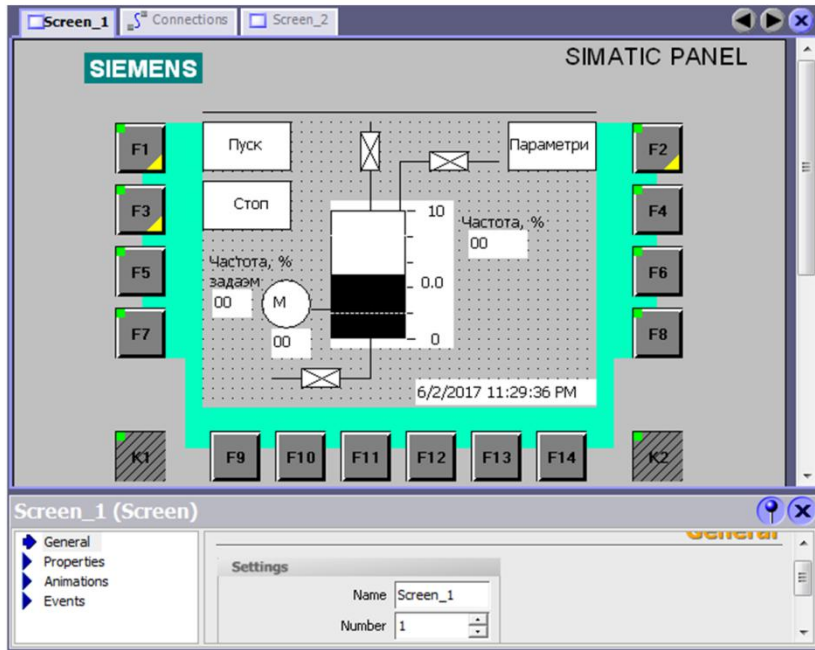 Screen_1 Connections Screen_2
SIEMENS SIMATIC PANEL
F1 Пуск Параметри F2
F3 Стоп 10 F4
Частота, %
00
F5 Частота, % 0.0 F6
задаэм
00 M
F7 00 0 F8
6/2/2017 11:29:36 PM
K1 F9 F10 F11 F12 F13 F14 K2
Screen_1 (Screen)
General
General
Properties
Animations
Events
Settings
Name Screen_1
Number 1